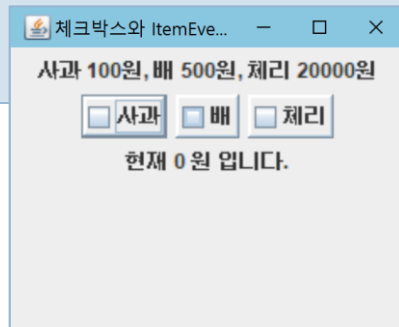 체크박스와 ItemEve...
사과 100원, 배 500원, 체리 20000원
사과 배 체리
현재 0 원 입니다.